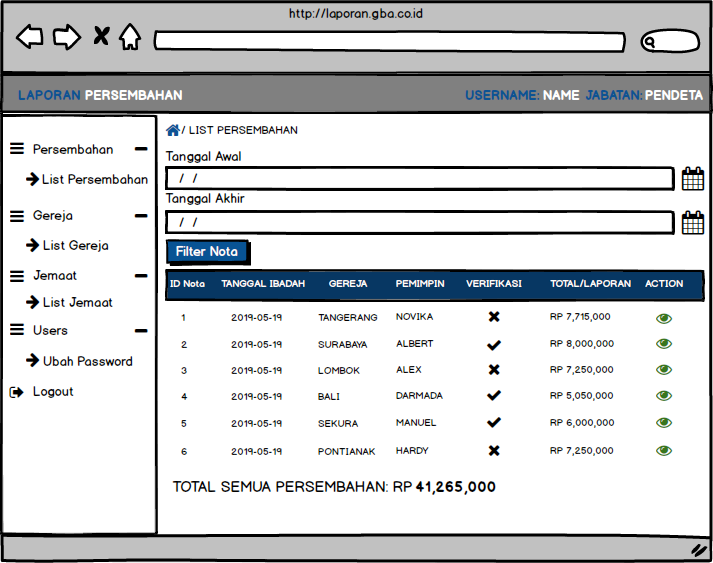 http://laporan.gba.co.id
LAPORAN PERSEMBAHAN USERNAME: NAME JABATAN: PENDETA
Persembahan
List Persembahan
Gereja
List Gereja
Jemaat
List Jemaat
Users
Ubah Password
Logout
/ LIST PERSEMBAHAN
Tanggal Awal
/ /
Tanggal Akhir
/ /
Filter Nota
ID Nota TANGGAL IBADAH GEREJA PEMIMPIN VERIFIKASI TOTAL/LAPORAN ACTION
1 2019-05-19 TANGERANG NOVIKA RP 7,715,000
2 2019-05-19 SURABAYA ALBERT RP 8,000,000
3 2019-05-19 LOMBOK ALEX RP 7,250,000
4 2019-05-19 BALI DARMADA RP 5,050,000
5 2019-05-19 SEKURA MANUEL RP 6,000,000
6 2019-05-19 PONTIANAK HARDY RP 7,250,000
TOTAL SEMUA PERSEMBAHAN: RP 41,265,000